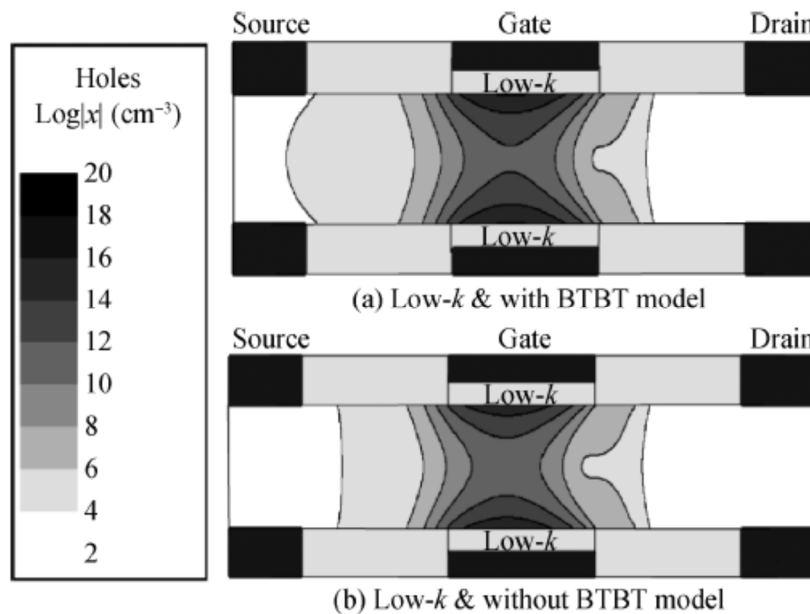 Source Gate Drain
Holes
Log|x| (cm⁻³)
20
18
16
14
12
10
8
6
4
2
Low-k
Low-k
(a) Low-k & with BTBT model
Source Gate Drain
Low-k
Low-k
(b) Low-k & without BTBT model